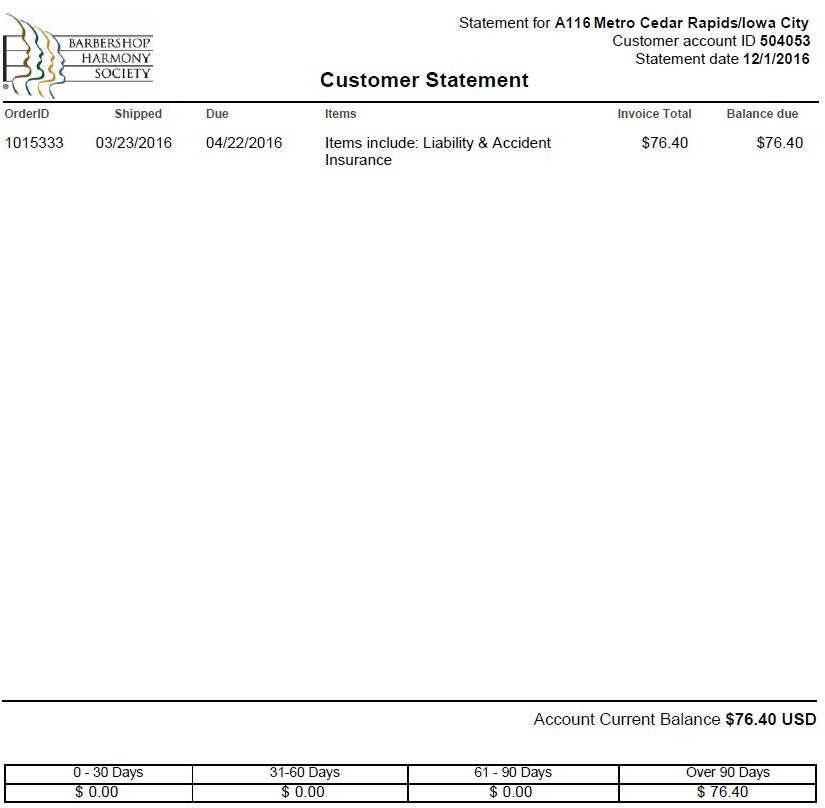 BARBERSHOP
HARMONY
SOCIETY
®
Statement for A116 Metro Cedar Rapids/Iowa City
Customer account ID 504053
Statement date 12/1/2016
Customer Statement
OrderID Shipped Due Items Invoice Total Balance due
1015333 03/23/2016 04/22/2016 Items include: Liability & Accident $76.40 $76.40
Insurance
Account Current Balance $76.40 USD
0 - 30 Days 31-60 Days 61 - 90 Days Over 90 Days
$ 0.00 $ 0.00 $ 0.00 $ 76.40